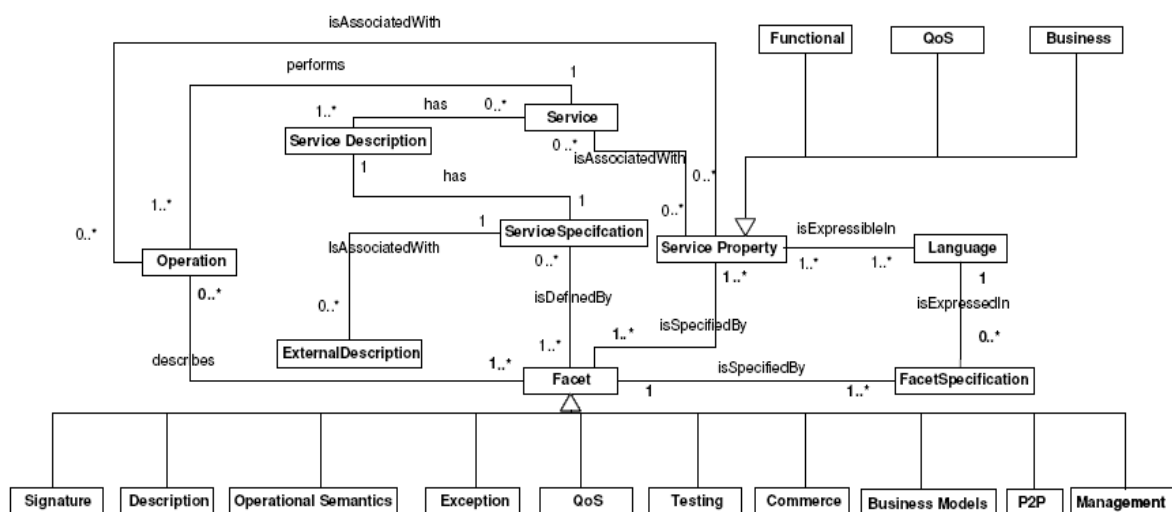 isAssociatedWith
Functional
QoS
Business
performs
1
1..*
has
0..*
Service
Service Description
0 ..*
isAssociatedWith
1
has
0..*
1..*
1
0..*
0..*
1
ServiceSpecifcation
isExpressibleIn
IsAssociatedWith
Service Property
Language
Operation
0..*
1..*
1..*
1..*
1
0..*
isDefinedBy
isExpressedIn
0..*
isSpecifiedBy
1..*
0..*
ExternalDescription
1..*
describes
1..*
isSpecifiedBy
Facet
FacetSpecification
1
1..*
Signature
Description
Operational Semantics
Exception
QoS
Testing
Commerce
Business Models
P2P
Management